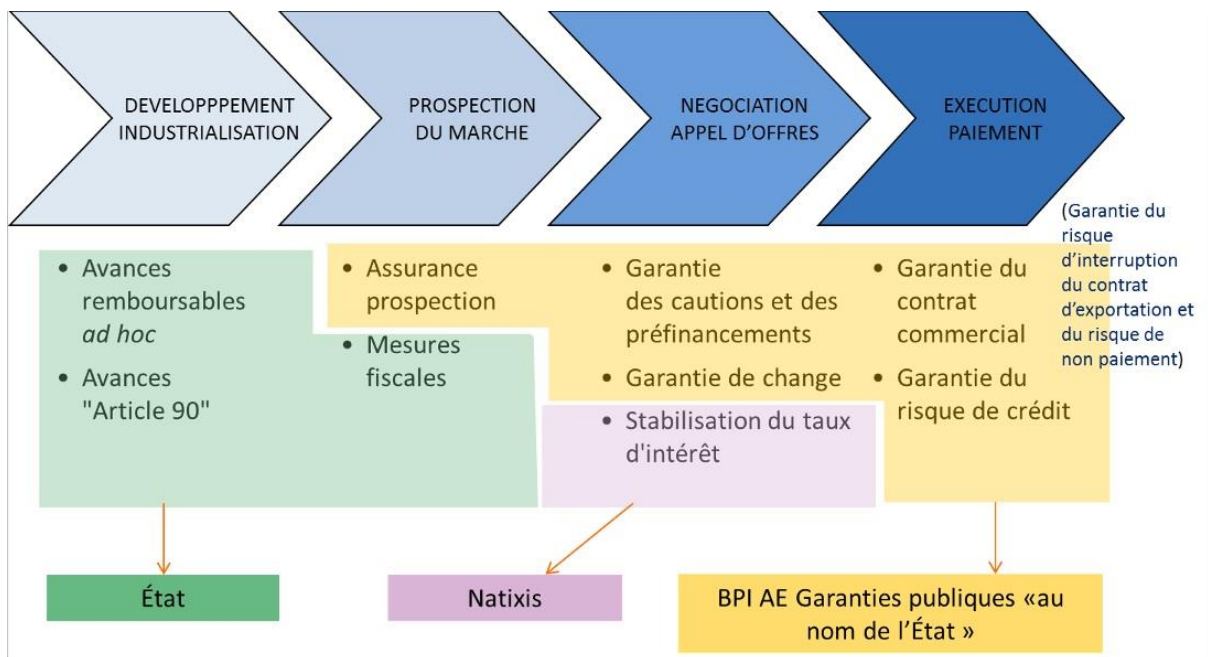 DEVELOPPPEMENT
INDUSTRIALISATION
PROSPECTION
DU MARCHE
NEGOCIATION
APPEL D'OFFRES
EXECUTION
PAIEMENT
(Garantie du
risque
d'interruption
du contrat
d'exportation et
du risque de
non paiement)
• Avances
remboursables
ad hoc
• Avances
"Article 90"
• Assurance
prospection
• Mesures
fiscales
• Garantie
des cautions et des
préfinancements
• Garantie de change
• Stabilisation du taux
d'intérêt
• Garantie du
contrat
commercial
• Garantie du
risque de crédit
État
Natixis
BPI AE Garanties publiques «au
nom de l'État »